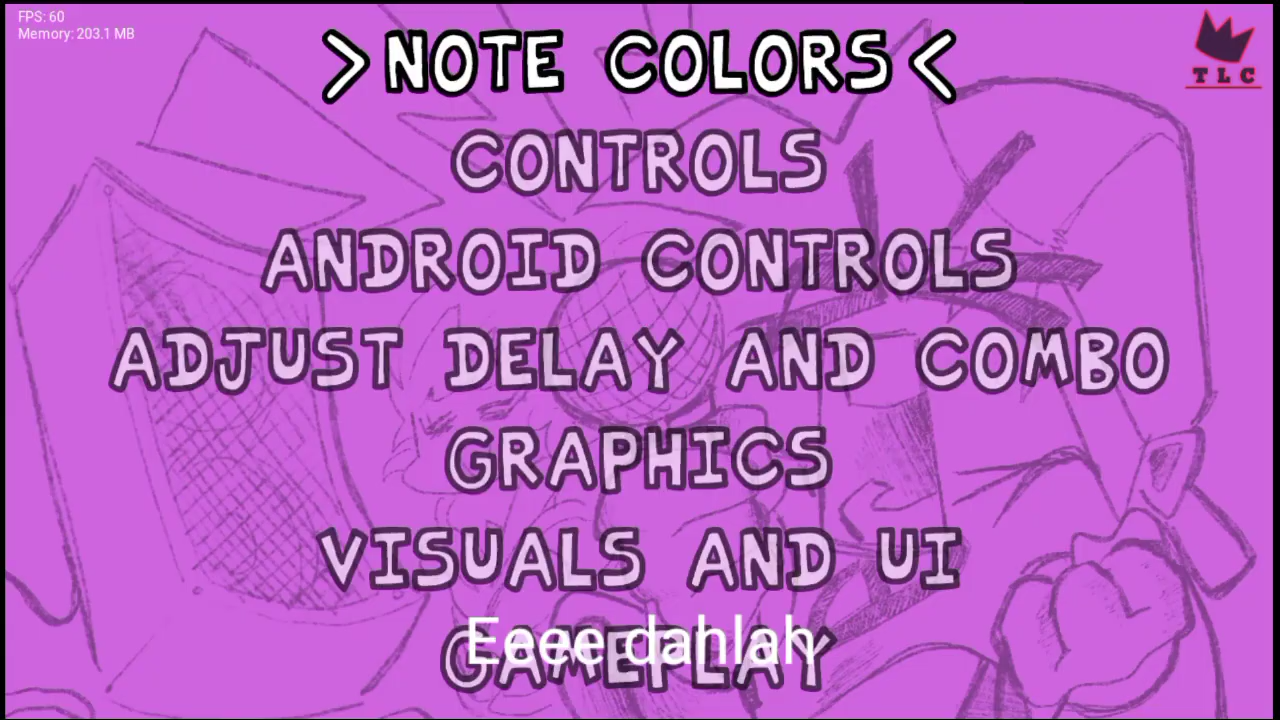 FPS: 60
Memory: 203.1 MB
>NOTE COLORS<
TLC
CONTROLS
ANDROID CONTROLS
ADJUST DELAY AND COMBO
GRAPHICS
VISUALS AND UI
GAMEPLAY
Eeee dahlah